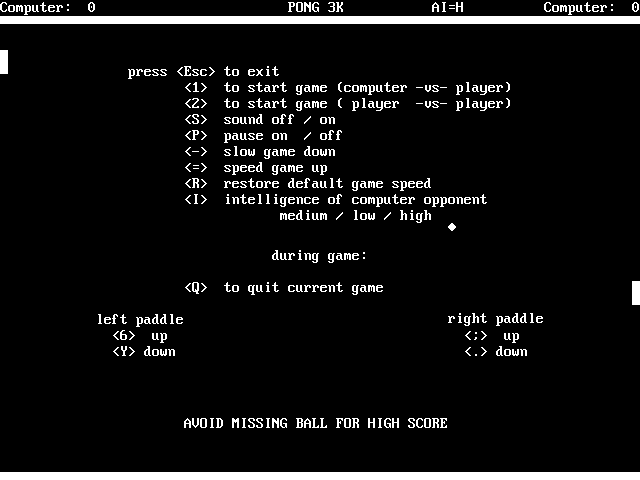 Computer:  0                        PONG 3K           AI=H          Computer:  0
press <Esc> to exit
<1>  to start game (computer -vs- player)
<2>  to start game ( player  -vs- player)
<S>  sound off / on
<P>  pause on  / off
<->  slow game down
<=>  speed game up
<R>  restore default game speed
<I>  intelligence of computer opponent
medium / low / high
during game:
<Q>  to quit current game
left paddle                                 right paddle
<6>  up                                     <;>  up
<Y> down                                    <.> down
AVOID MISSING BALL FOR HIGH SCORE